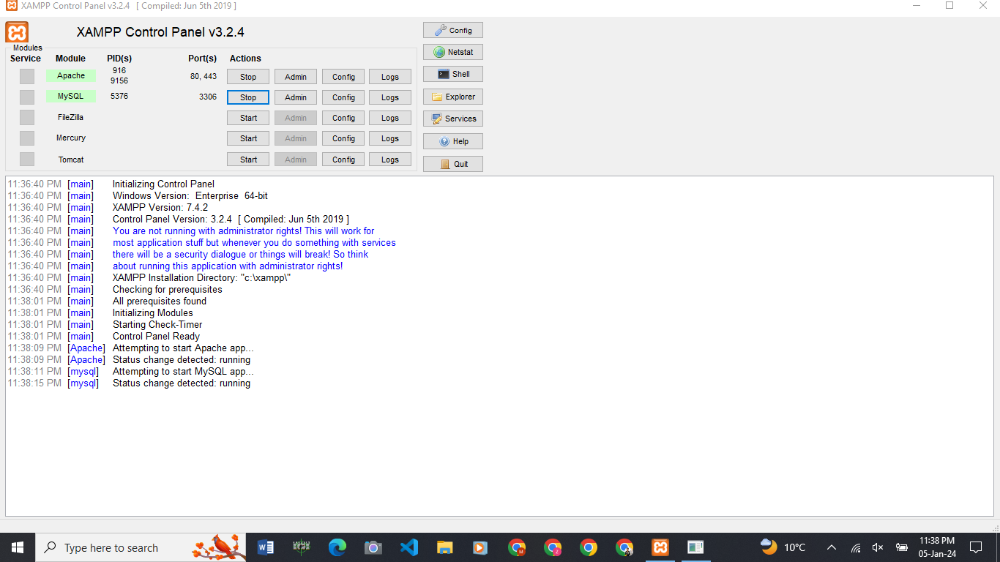 XAMPP Control Panel v3.2.4 [ Compiled: Jun 5th 2019 ]
XAMPP Control Panel v3.2.4
Config
Modules
Service Module PID(s) Port(s) Actions
Netstat
Apache 916 80, 443 Stop Admin Config Logs
9156
Shell
MySQL 5376 3306 Stop Admin Config Logs
Explorer
FileZilla Start Admin Config Logs
Services
Mercury Start Admin Config Logs
Help
Tomcat Start Admin Config Logs
Quit
11:36:40 PM [main] Initializing Control Panel
11:36:40 PM [main] Windows Version: Enterprise 64-bit
11:36:40 PM [main] XAMPP Version: 7.4.2
11:36:40 PM [main] Control Panel Version: 3.2.4 [ Compiled: Jun 5th 2019 ]
11:36:40 PM [main] You are not running with administrator rights! This will work for
11:36:40 PM [main] most application stuff but whenever you do something with services
11:36:40 PM [main] there will be a security dialogue or things will break! So think
11:36:40 PM [main] about running this application with administrator rights!
11:36:40 PM [main] XAMPP Installation Directory: "c:\xampp\"
11:36:40 PM [main] Checking for prerequisites
11:38:01 PM [main] All prerequisites found
11:38:01 PM [main] Initializing Modules
11:38:01 PM [main] Starting Check-Timer
11:38:01 PM [main] Control Panel Ready
11:38:09 PM [Apache] Attempting to start Apache app...
11:38:09 PM [Apache] Status change detected: running
11:38:11 PM [mysql] Attempting to start MySQL app...
11:38:15 PM [mysql] Status change detected: running
Type here to search
10°C
11:38 PM
05-Jan-24